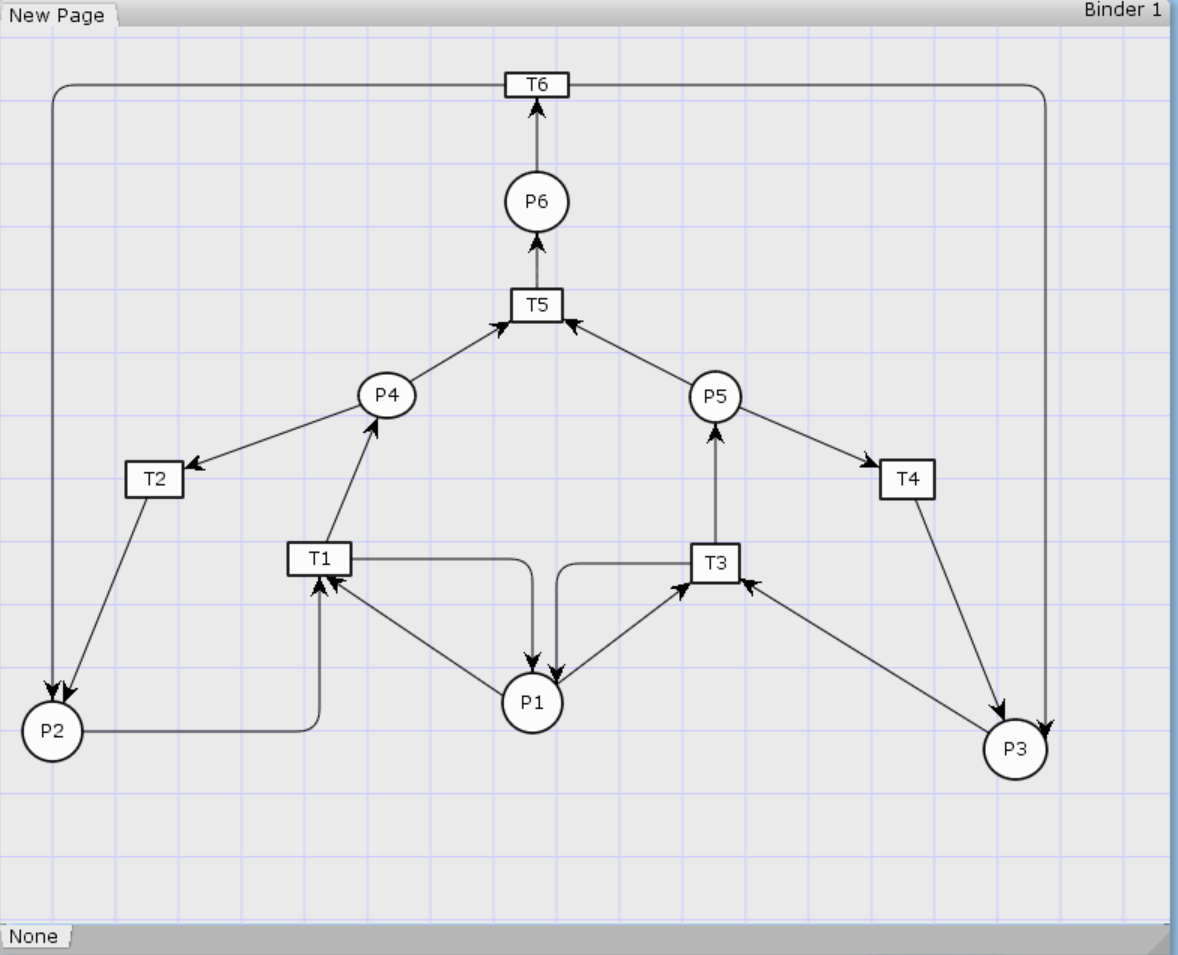 New Page
Binder 1
T6
P6
T5
P4
P5
T2
T4
T1
T3
P1
P2
P3
None